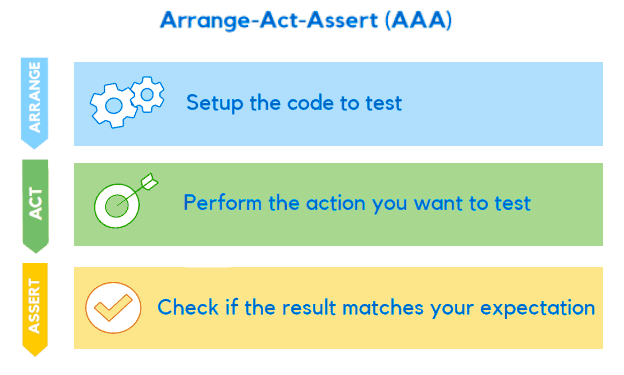 Arrange-Act-Assert (AAA)
ARRANGE
Setup the code to test
ACT
Perform the action you want to test
ASSERT
Check if the result matches your expectation